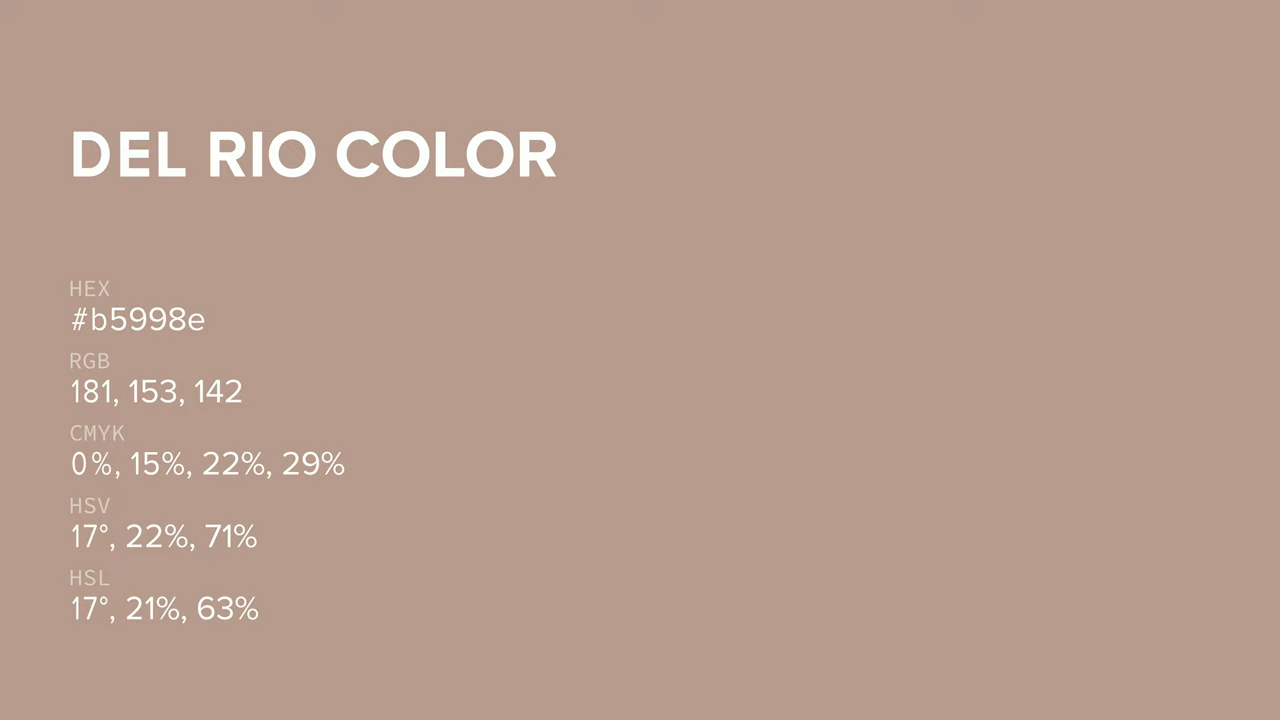 DEL RIO COLOR
HEX
#b5998e
RGB
181, 153, 142
CMYK
0%, 15%, 22%, 29%
HSV
17°, 22%, 71%
HSL
17°, 21%, 63%